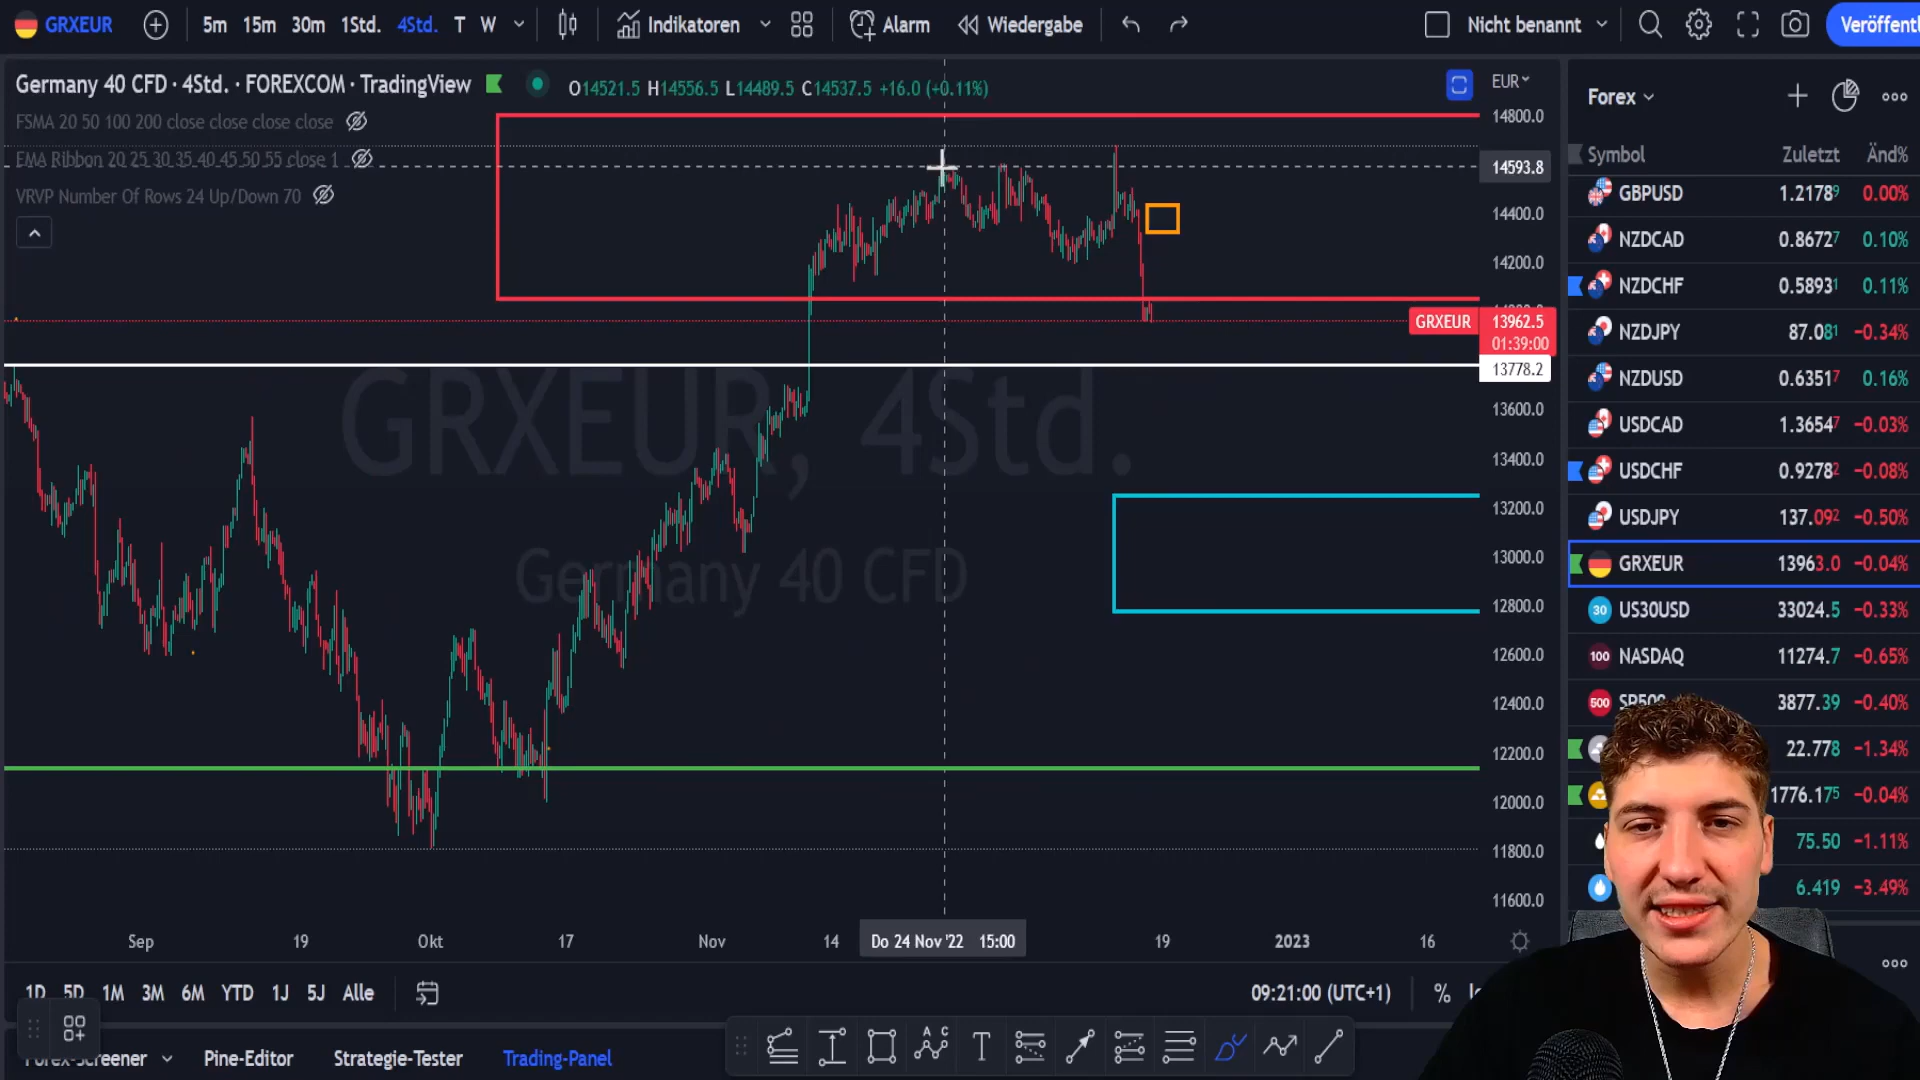 GRXEUR 5m 15m 30m 1Std. 4Std. T W Indikatoren Alarm Wiedergabe Nicht benannt Veröffentl
Germany 40 CFD · 4Std. · FOREXCOM · TradingView O14521.5 H14556.5 L14489.5 C14537.5 +16.0 (+0.11%)
FSMA 20 50 100 200 close close close close
EMA Ribbon 20 25 30 35 40 45 50 55 close 1
VRVP Number Of Rows 24 Up/Down 70
EUR
14800.0
14593.8
14400.0
14200.0
GRXEUR 13962.5
01:39:00
13778.2
13600.0
13400.0
13200.0
13000.0
12800.0
12600.0
12400.0
12200.0
12000.0
11800.0
11600.0
GRXEUR, 4Std.
Germany 40 CFD
Sep 19 Okt 17 Nov 14 Do 24 Nov '22 15:00 19 2023 16
1D 5D 1M 3M 6M YTD 1J 5J Alle 09:21:00 (UTC+1) %
Forex-Screener Pine-Editor Strategie-Tester Trading-Panel
Forex
Symbol Zuletzt Änd%
GBPUSD 1.21789 0.00%
NZDCAD 0.86727 0.10%
NZDCHF 0.58931 0.11%
NZDJPY 87.081 −0.34%
NZDUSD 0.63517 0.16%
USDCAD 1.36547 −0.03%
USDCHF 0.92782 −0.08%
USDJPY 137.092 −0.50%
GRXEUR 13963.0 −0.04%
30 US30USD 33024.5 −0.33%
100 NASDAQ 11274.7 −0.65%
500 SP500 3877.39 −0.40%
22.778 −1.34%
1776.175 −0.04%
75.50 −1.11%
6.419 −3.49%